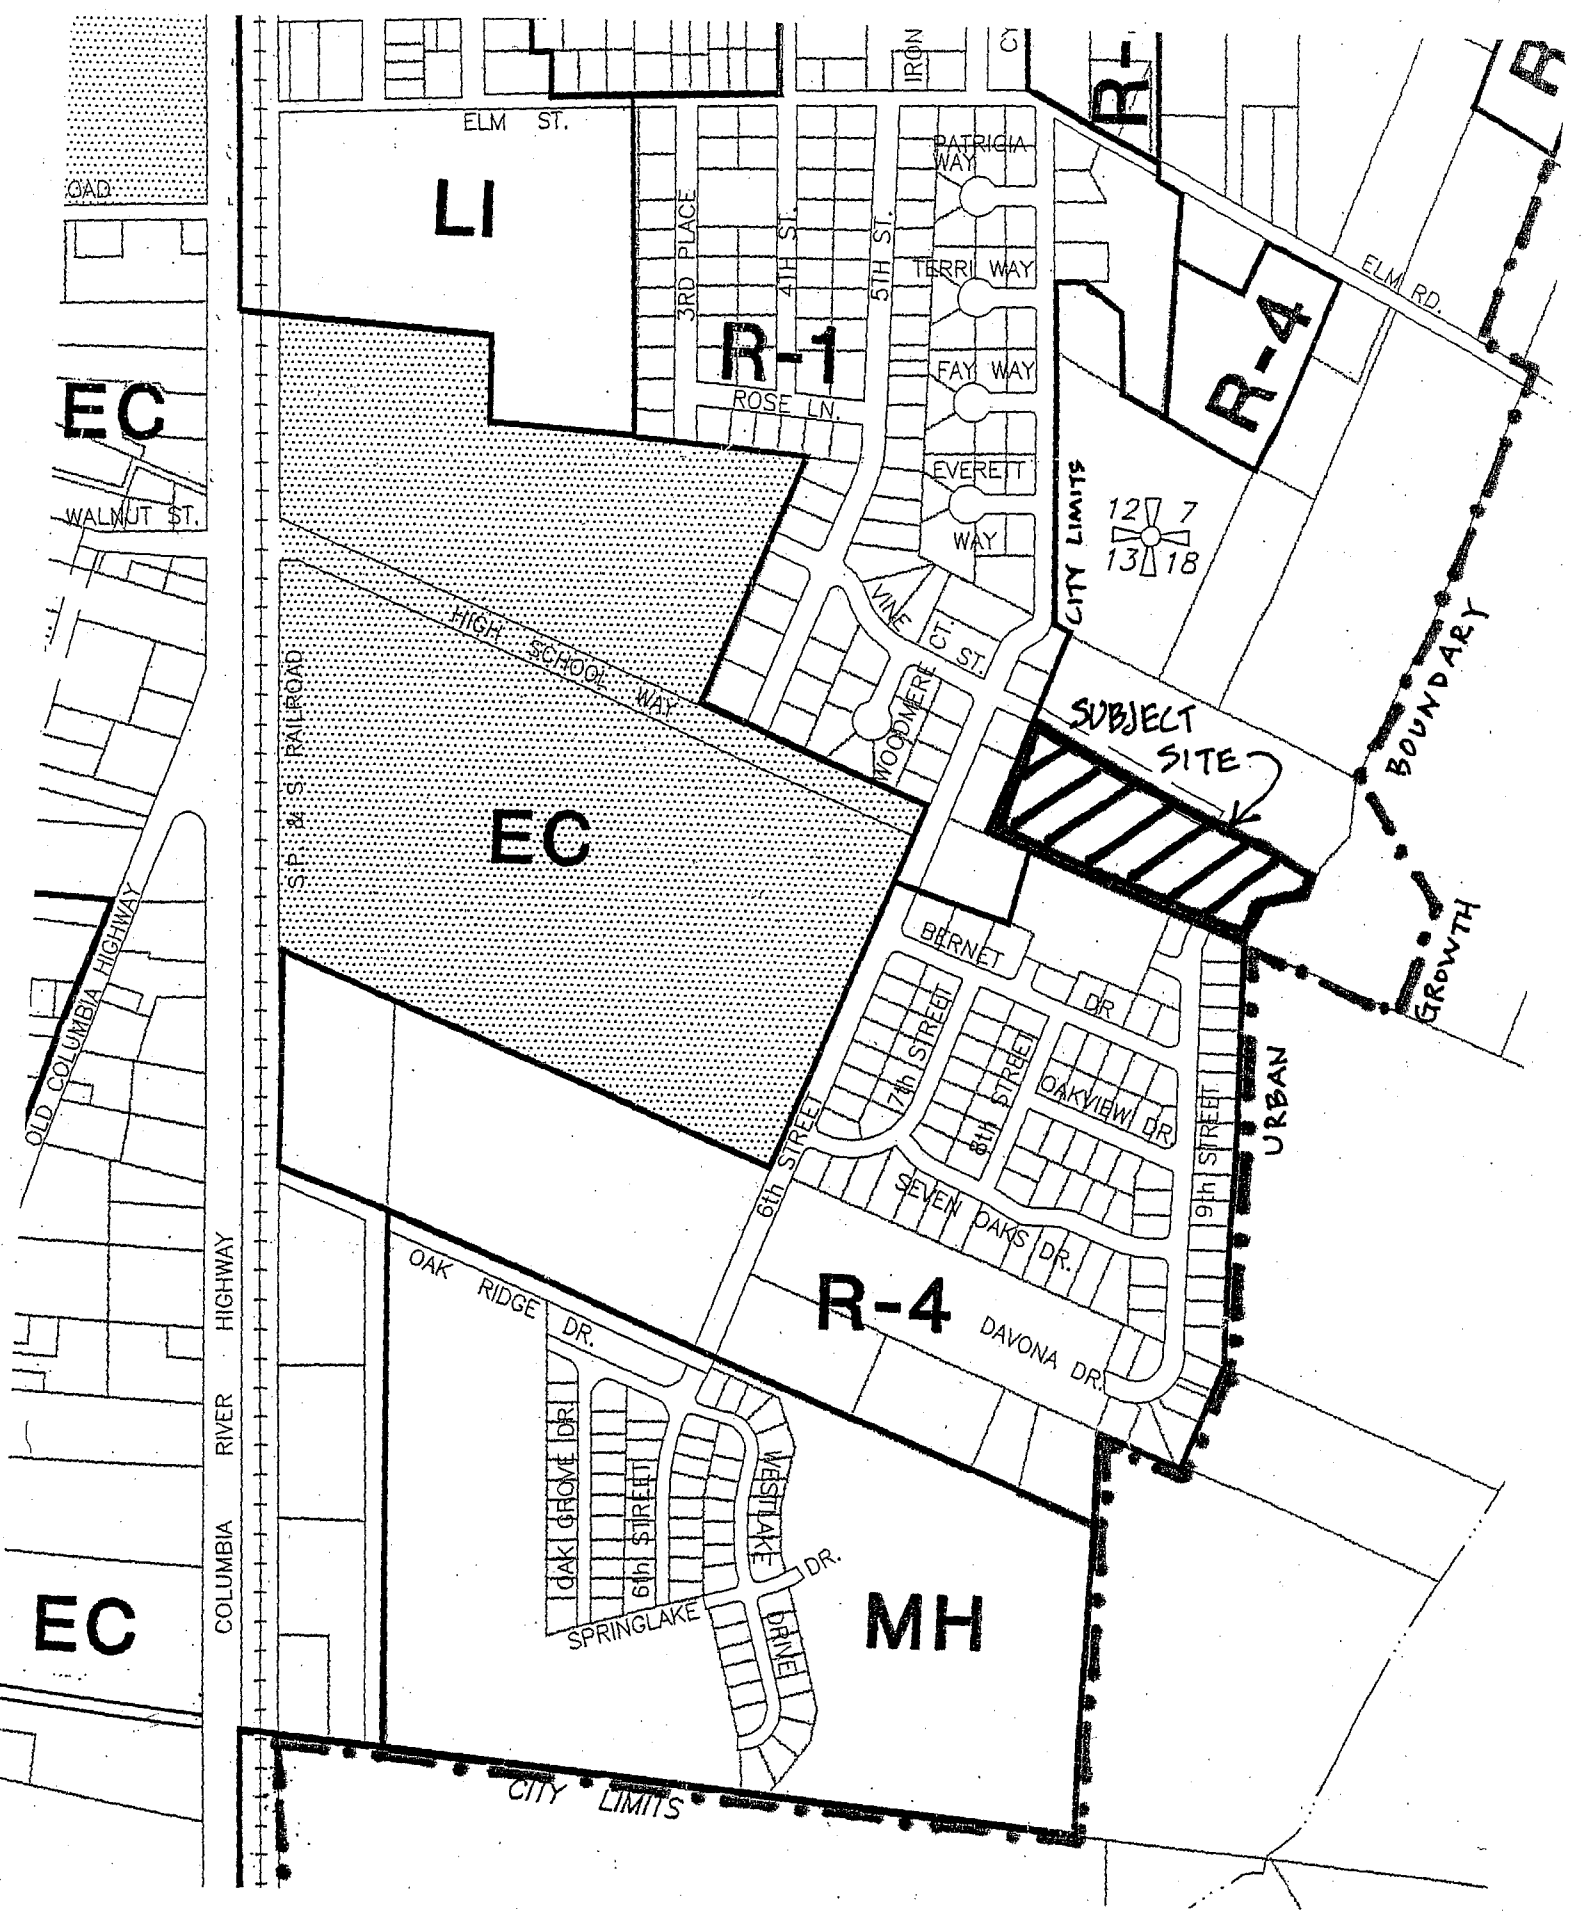 IRON
CY
R-
R
ELM ST.
PATRICIA
WAY
OAD
LI
3RD PLACE
4TH ST.
5TH ST.
TERRI WAY
ELM RD.
R-1
R-4
FAY WAY
EC
ROSE LN.
EVERETT
WAY
CITY LIMITS
12 7
13 18
WALNUT ST.
VINE
ST.
CT.
WOODMERE
HIGH SCHOOL WAY
S.P. & S RAILROAD
SUBJECT
SITE
BOUNDARY
GROWTH
URBAN
EC
OLD COLUMBIA HIGHWAY
BERNET
DR
7th STREET
8th STREET
OAKVIEW DR.
9th STREET
6th STREET
SEVEN OAKS DR.
R-4
DAVONA DR.
OAK RIDGE DR.
COLUMBIA RIVER HIGHWAY
OAK GROVE DR.
6th STREET
WESTLAKE
DRIVE
SPRINGLAKE
DR.
MH
EC
CITY LIMITS